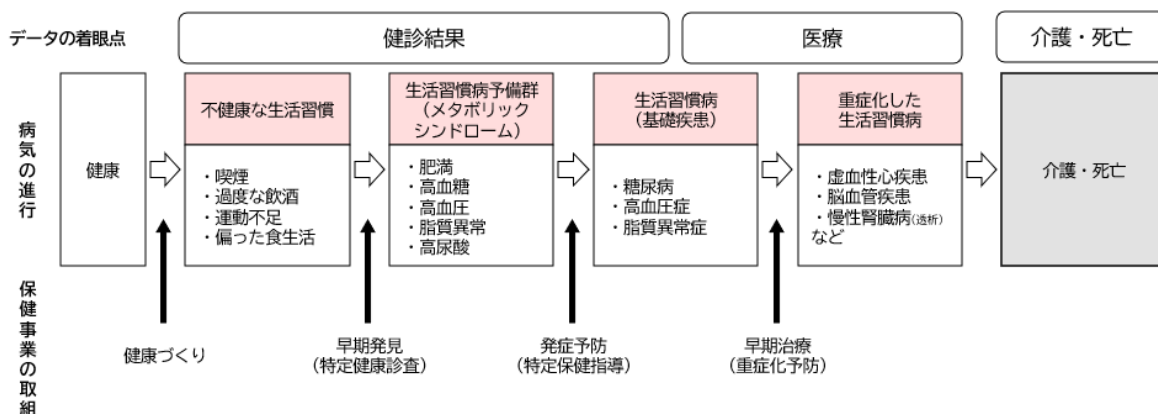 データの着眼点
健診結果
医療
介護・死亡
病気の進行
健康
不健康な生活習慣
・喫煙
・過度な飲酒
・運動不足
・偏った食生活
生活習慣病予備群
（メタボリック
シンドローム）
・肥満
・高血糖
・高血圧
・脂質異常
・高尿酸
生活習慣病
（基礎疾患）
・糖尿病
・高血圧症
・脂質異常症
重症化した
生活習慣病
・虚血性心疾患
・脳血管疾患
・慢性腎臓病(透析)
など
介護・死亡
保健事業の取組
健康づくり
早期発見
（特定健康診査）
発症予防
（特定保健指導）
早期治療
（重症化予防）